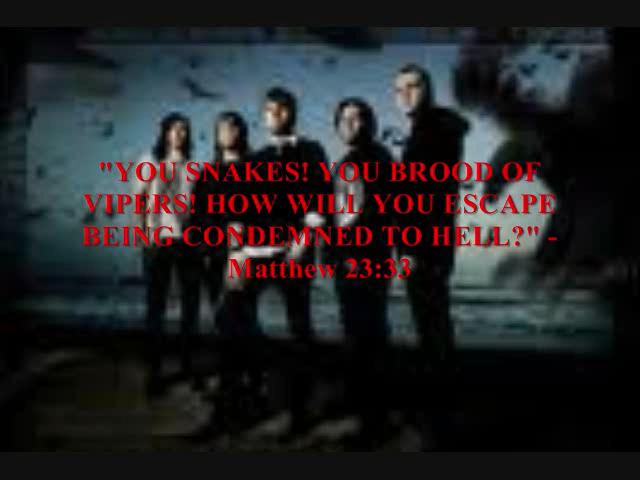 "YOU SNAKES! YOU BROOD OF
VIPERS! HOW WILL YOU ESCAPE
BEING CONDEMNED TO HELL?" -
Matthew 23:33